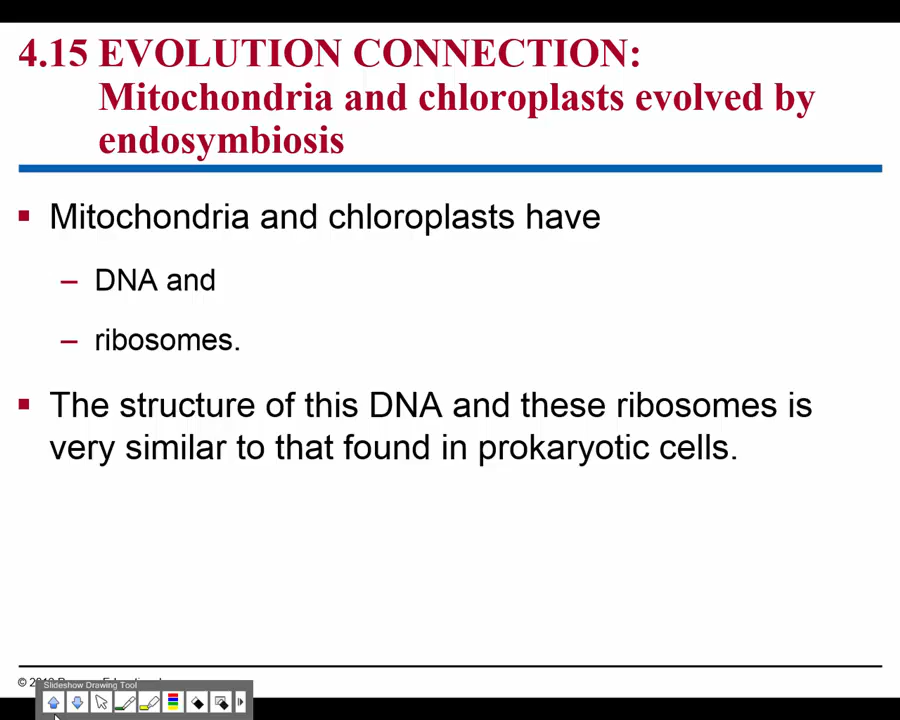 4.15 EVOLUTION CONNECTION:
Mitochondria and chloroplasts evolved by
endosymbiosis
Mitochondria and chloroplasts have
– DNA and
– ribosomes.
The structure of this DNA and these ribosomes is
very similar to that found in prokaryotic cells.
©
Slideshow Drawing Tool